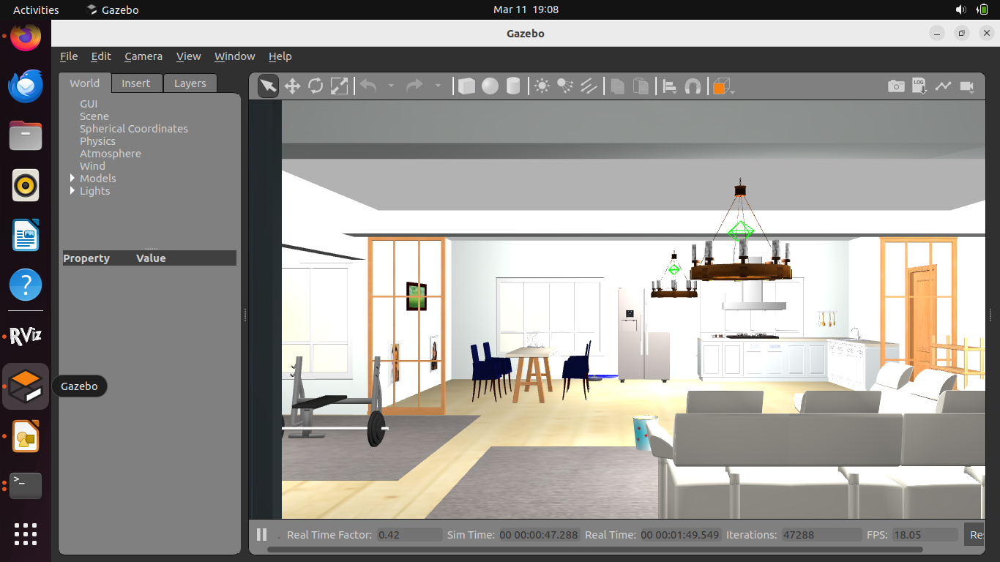 Activities Gazebo Mar 11 19:08
Gazebo
File Edit Camera View Window Help
World Insert Layers
LOG
GUI
Scene
Spherical Coordinates
Physics
Atmosphere
Wind
Models
Lights
Property Value
?
RViz
Gazebo
>_
Real Time Factor: 0.42 Sim Time: 00 00:00:47.288 Real Time: 00 00:01:49.549 Iterations: 47288 FPS: 18.05 Re